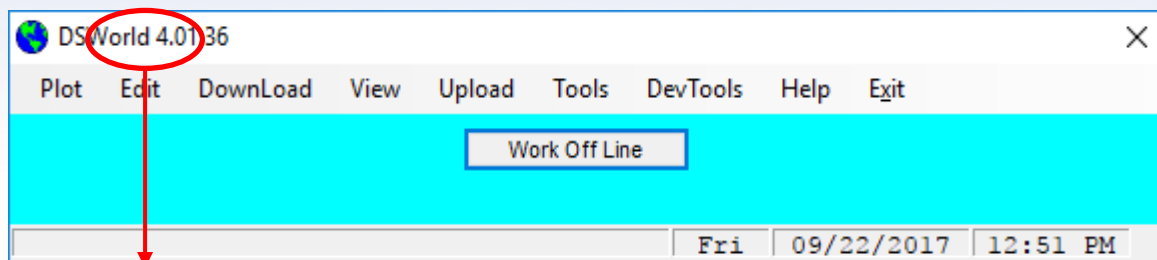 DSWorld 4.01.36
Plot Edit DownLoad View Upload Tools DevTools Help Exit
Work Off Line
Fri 09/22/2017 12:51 PM